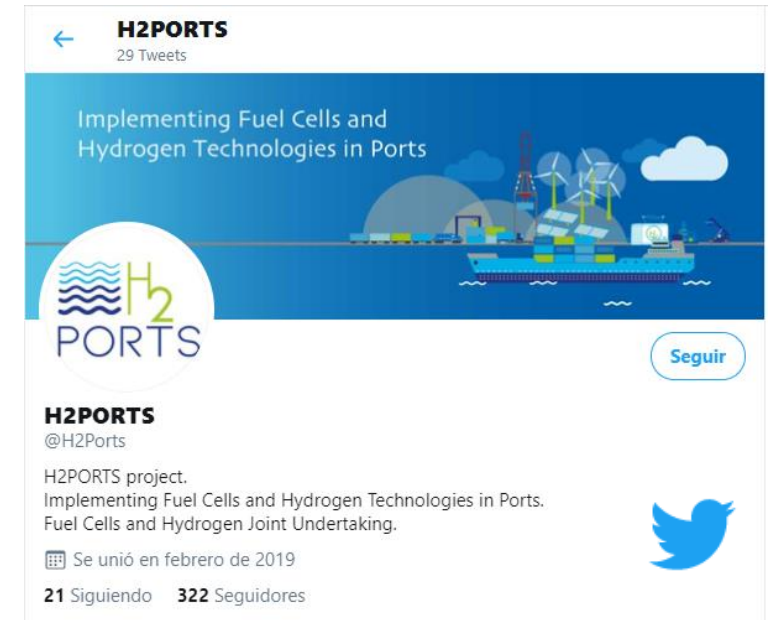 H2PORTS
29 Tweets
Implementing Fuel Cells and
Hydrogen Technologies in Ports
H2
PORTS
Seguir
H2PORTS
@H2Ports
H2PORTS project.
Implementing Fuel Cells and Hydrogen Technologies in Ports.
Fuel Cells and Hydrogen Joint Undertaking.
Se unió en febrero de 2019
21 Siguiendo 322 Seguidores